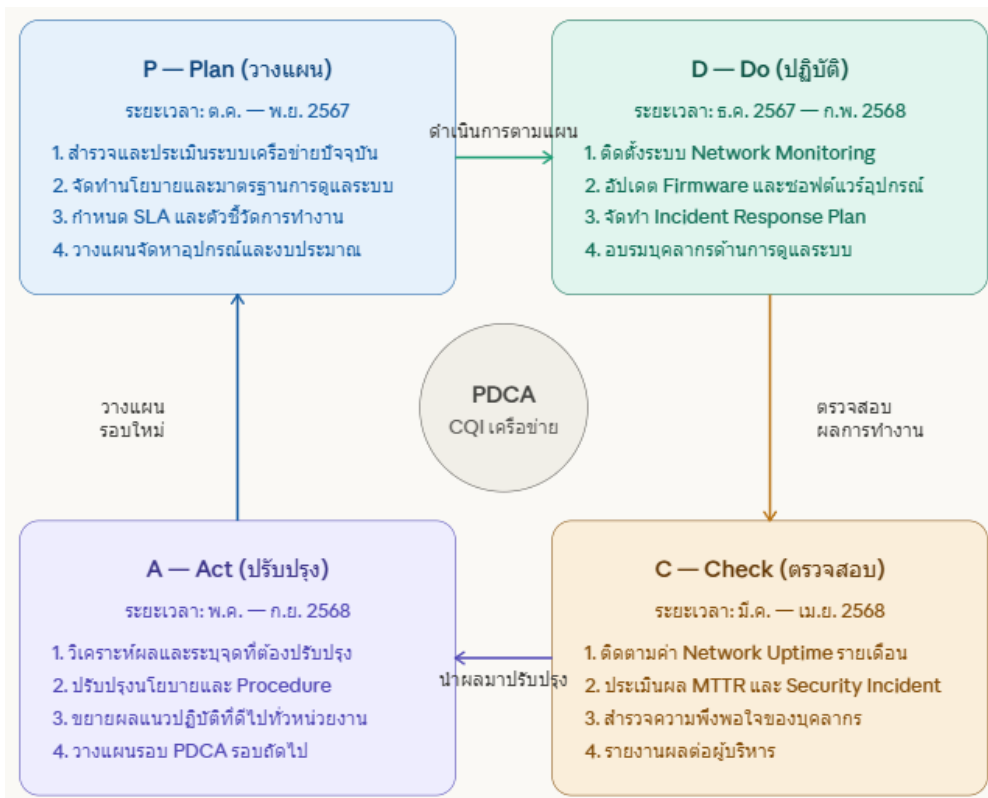 P — Plan (วางแผน)
ระยะเวลา: ต.ค. — พ.ย. 2567
1. สำรวจและประเมินระบบเครือข่ายปัจจุบัน
2. จัดทำนโยบายและมาตรฐานการดูแลระบบ
3. กำหนด SLA และตัวชี้วัดการทำงาน
4. วางแผนจัดหาอุปกรณ์และงบประมาณ
ดำเนินการตามแผน
D — Do (ปฏิบัติ)
ระยะเวลา: ธ.ค. 2567 — ก.พ. 2568
1. ติดตั้งระบบ Network Monitoring
2. อัปเดต Firmware และซอฟต์แวร์อุปกรณ์
3. จัดทำ Incident Response Plan
4. อบรมบุคลากรด้านการดูแลระบบ
วางแผน
รอบใหม่
PDCA
CQI เครือข่าย
ตรวจสอบ
ผลการทำงาน
A — Act (ปรับปรุง)
ระยะเวลา: พ.ค. — ก.ย. 2568
1. วิเคราะห์ผลและระบุจุดที่ต้องปรับปรุง
2. ปรับปรุงนโยบายและ Procedure
3. ขยายผลแนวปฏิบัติที่ดีไปทั่วหน่วยงาน
4. วางแผนรอบ PDCA รอบถัดไป
นำผลมาปรับปรุง
C — Check (ตรวจสอบ)
ระยะเวลา: มี.ค. — เม.ย. 2568
1. ติดตามค่า Network Uptime รายเดือน
2. ประเมินผล MTTR และ Security Incident
3. สำรวจความพึงพอใจของบุคลากร
4. รายงานผลต่อผู้บริหาร